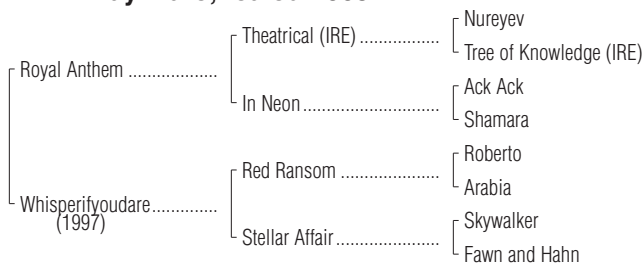 Theatrical (IRE) ..................
Nureyev
Tree of Knowledge (IRE)
Royal Anthem ....................
In Neon ...............................
Ack Ack
Shamara
Red Ransom ......................
Roberto
Arabia
Whisperifyoudare ...............
(1997)
Stellar Affair .......................
Skywalker
Fawn and Hahn